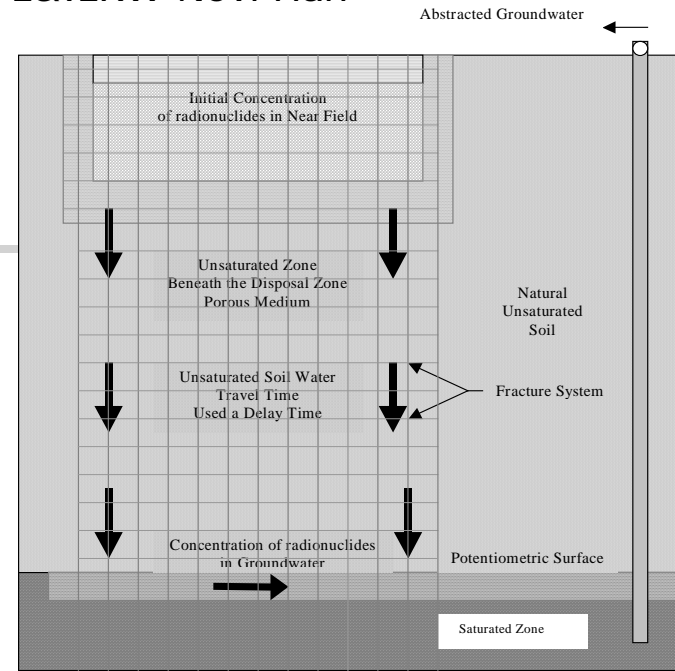 Abstracted Groundwater
Initial Concentration
of radionuclides in Near Field
Unsaturated Zone
Beneath the Disposal Zone
Porous Medium
Natural
Unsaturated
Soil
Unsaturated Soil Water
Travel Time
Used a Delay Time
Fracture System
Concentration of radionuclides
in Groundwater
Potentiometric Surface
Saturated Zone